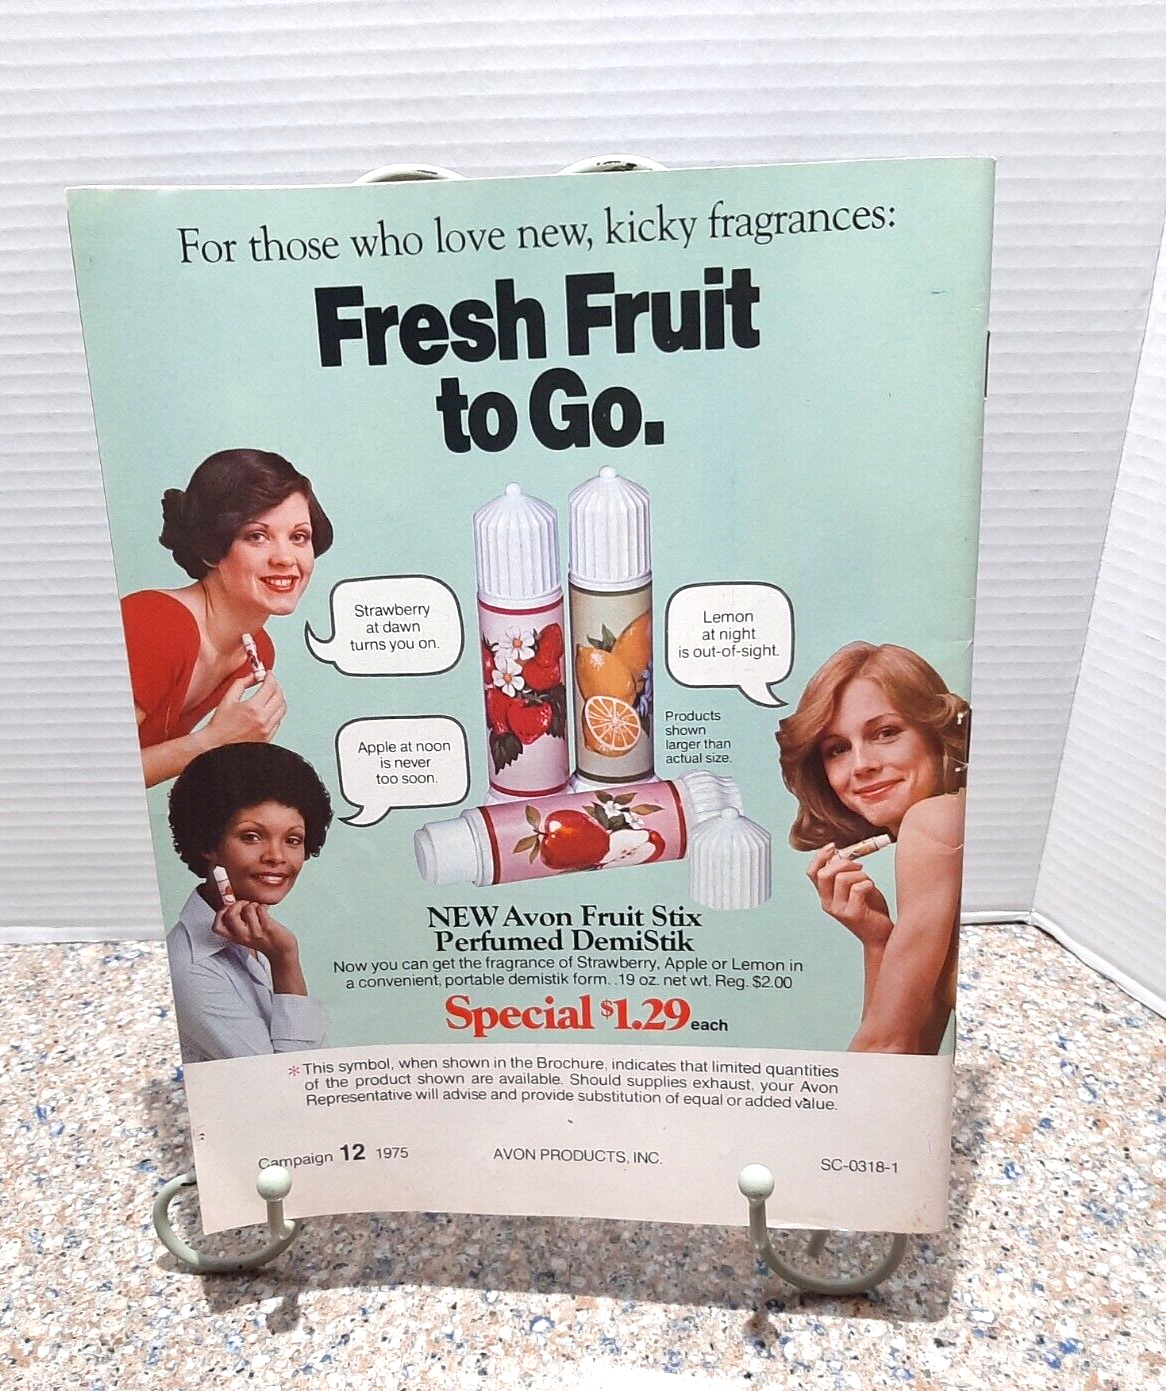 For those who love new, kicky fragrances:
Fresh Fruit
to Go.
Strawberry
at dawn
turns you on.
Lemon
at night
is out-of-sight.
Apple at noon
is never
too soon.
Products
shown
larger than
actual size.
NEW Avon Fruit Stix
Perfumed DemiStik
Now you can get the fragrance of Strawberry, Apple or Lemon in
a convenient, portable demistik form. .19 oz. net wt. Reg. $2.00
Special $1.29 each
* This symbol, when shown in the Brochure, indicates that limited quantities
of the product shown are available. Should supplies exhaust, your Avon
Representative will advise and provide substitution of equal or added value.
Campaign 12 1975
AVON PRODUCTS, INC.
SC-0318-1